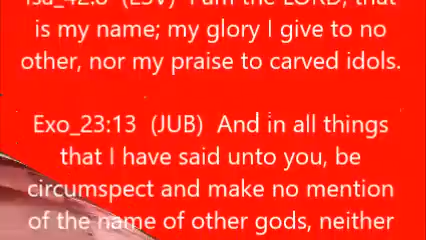 Isa_42:8 (ESV) I am the LORD; that
is my name; my glory I give to no
other, nor my praise to carved idols.
Exo_23:13 (JUB) And in all things
that I have said unto you, be
circumspect and make no mention
of the name of other gods, neither